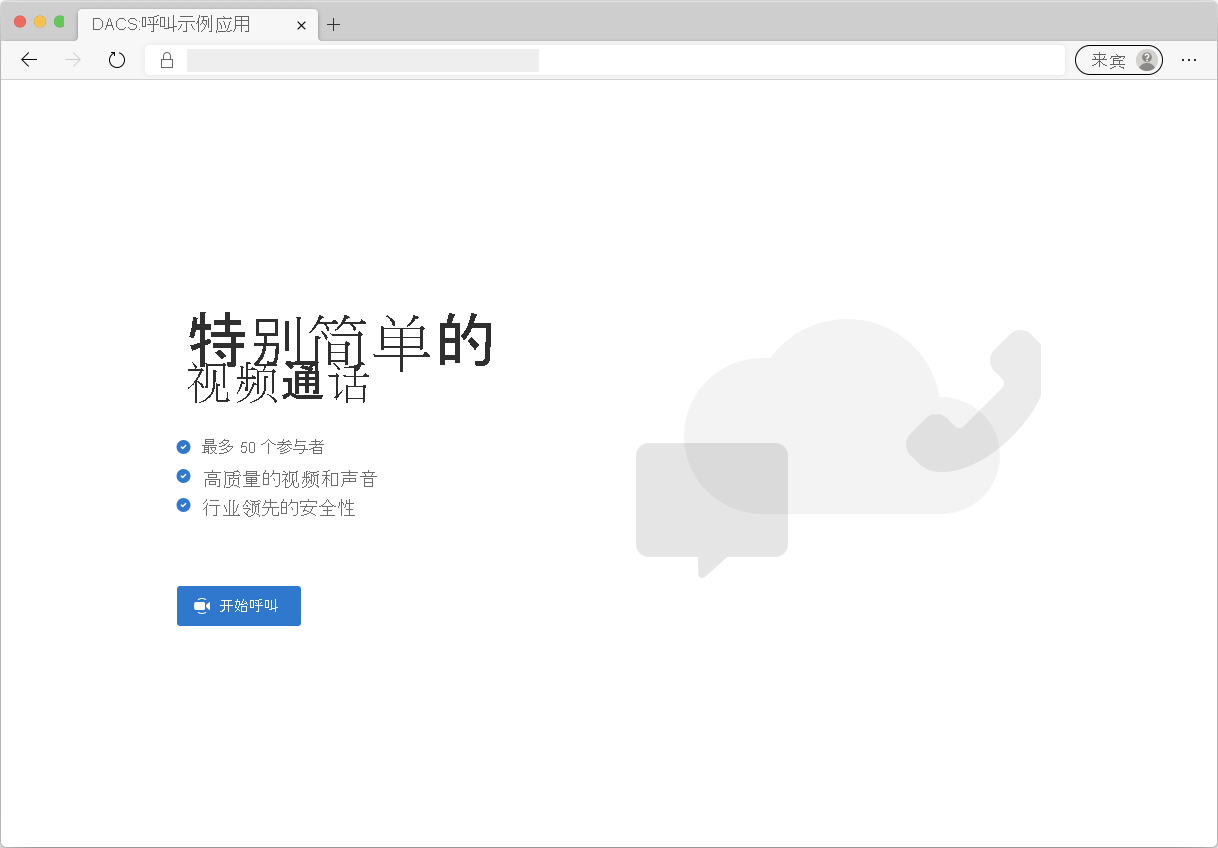 DACS:呼叫示例应用
来宾
特别简单的
视频通话
最多 50 个参与者
高质量的视频和声音
行业领先的安全性
开始呼叫